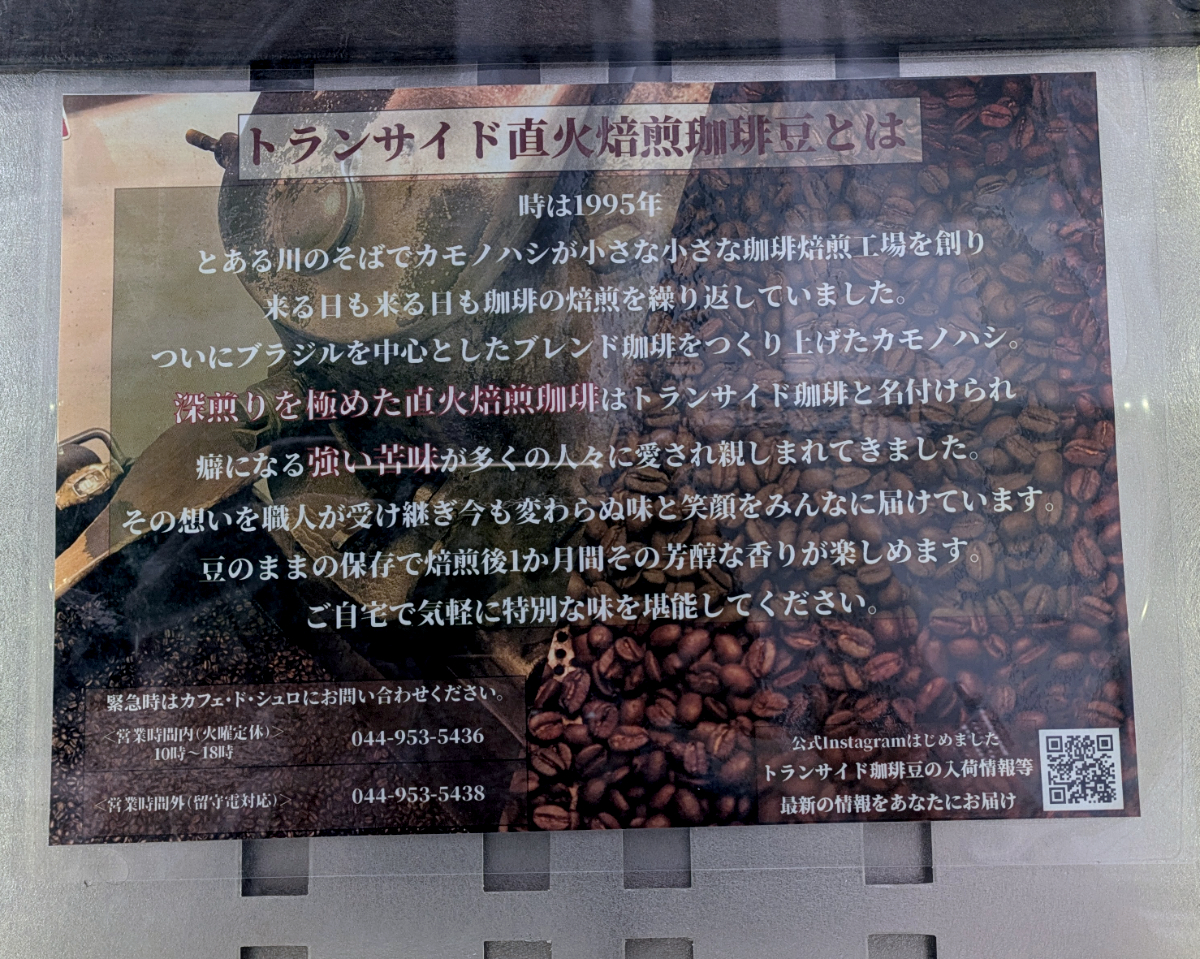 トランサイド直火焙煎珈琲豆とは
時は1995年
とある川のそばでカモノハシが小さな小さな珈琲焙煎工場を創り
来る日も来る日も珈琲の焙煎を繰り返していました。
ついにブラジルを中心としたブレンド珈琲をつくり上げたカモノハシ。
深煎りを極めた直火焙煎珈琲はトランサイド珈琲と名付けられ
癖になる強い苦味が多くの人々に愛され親しまれてきました。
その想いを職人が受け継ぎ今も変わらぬ味と笑顔をみんなに届けています。
豆のままの保存で焙煎後1か月間その芳醇な香りが楽しめます。
ご自宅で気軽に特別な味を堪能してください。
緊急時はカフェ・ド・シュロにお問い合わせください。
<営業時間内(火曜定休)>
10時~18時
044-953-5436
<営業時間外(留守電対応)>
044-953-5438
公式Instagramはじめました
トランサイド珈琲豆の入荷情報等
最新の情報をあなたにお届け